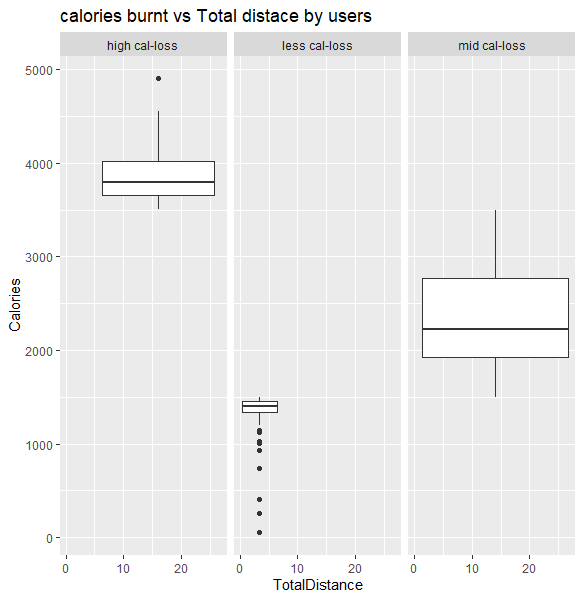 calories burnt vs Total distace by users
high cal-loss less cal-loss mid cal-loss
5000
4000
3000
2000
1000
0
Calories
0 10 20 0 10 20 0 10 20
TotalDistance